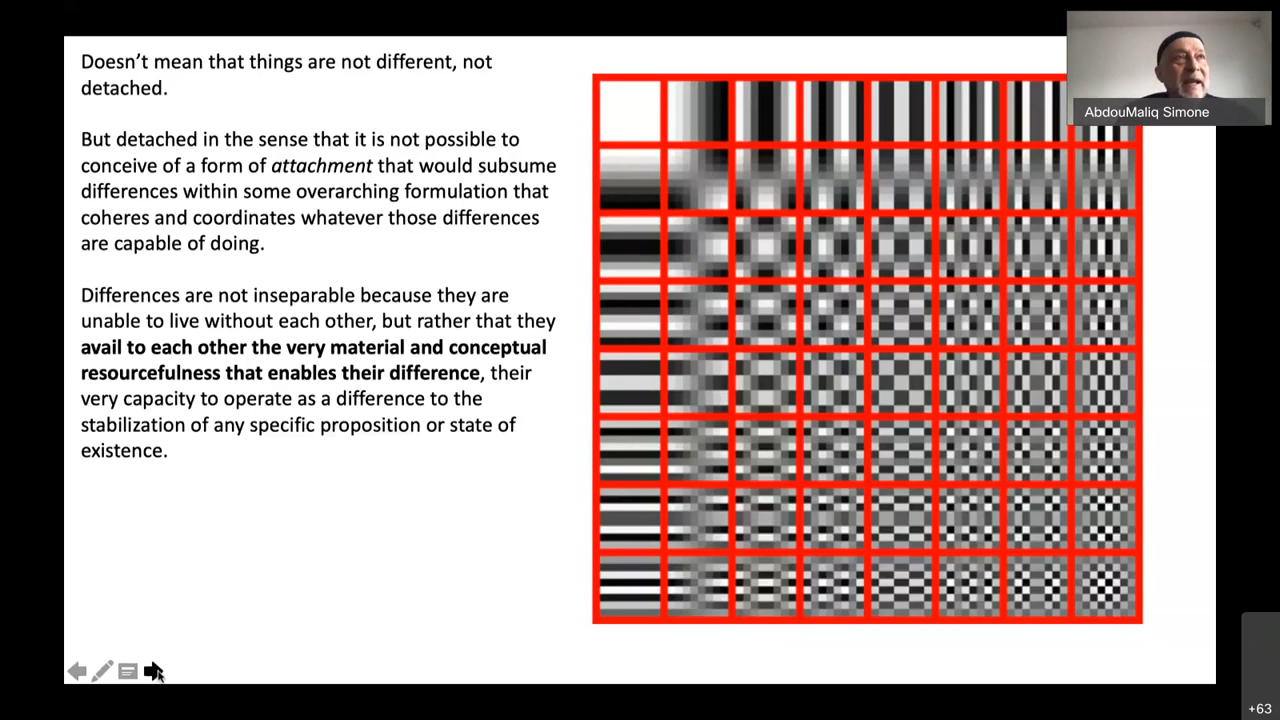 Doesn’t mean that things are not different, not
detached.
But detached in the sense that it is not possible to
conceive of a form of attachment that would subsume
differences within some overarching formulation that
coheres and coordinates whatever those differences
are capable of doing.
Differences are not inseparable because they are
unable to live without each other, but rather that they
avail to each other the very material and conceptual
resourcefulness that enables their difference, their
very capacity to operate as a difference to the
stabilization of any specific proposition or state of
existence.
AbdouMaliq Simone
+63